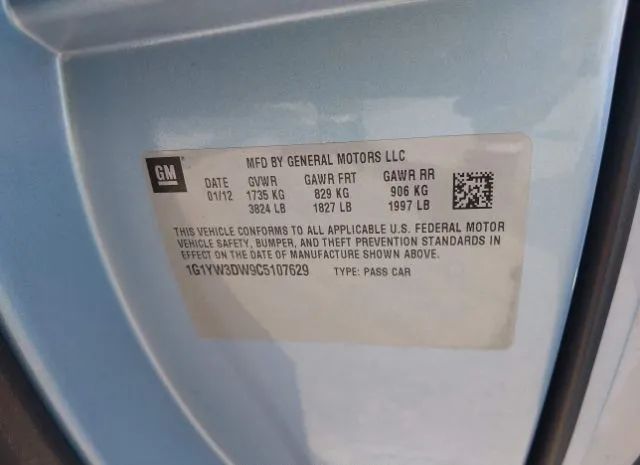 GM
MFD BY GENERAL MOTORS LLC
DATE GVWR GAWR FRT GAWR RR
01/12 1735 KG 829 KG 906 KG
3824 LB 1827 LB 1997 LB
THIS VEHICLE CONFORMS TO ALL APPLICABLE U.S. FEDERAL MOTOR
VEHICLE SAFETY, BUMPER, AND THEFT PREVENTION STANDARDS IN
EFFECT ON THE DATE OF MANUFACTURE SHOWN ABOVE.
1G1YW3DW9C5107629 TYPE: PASS CAR